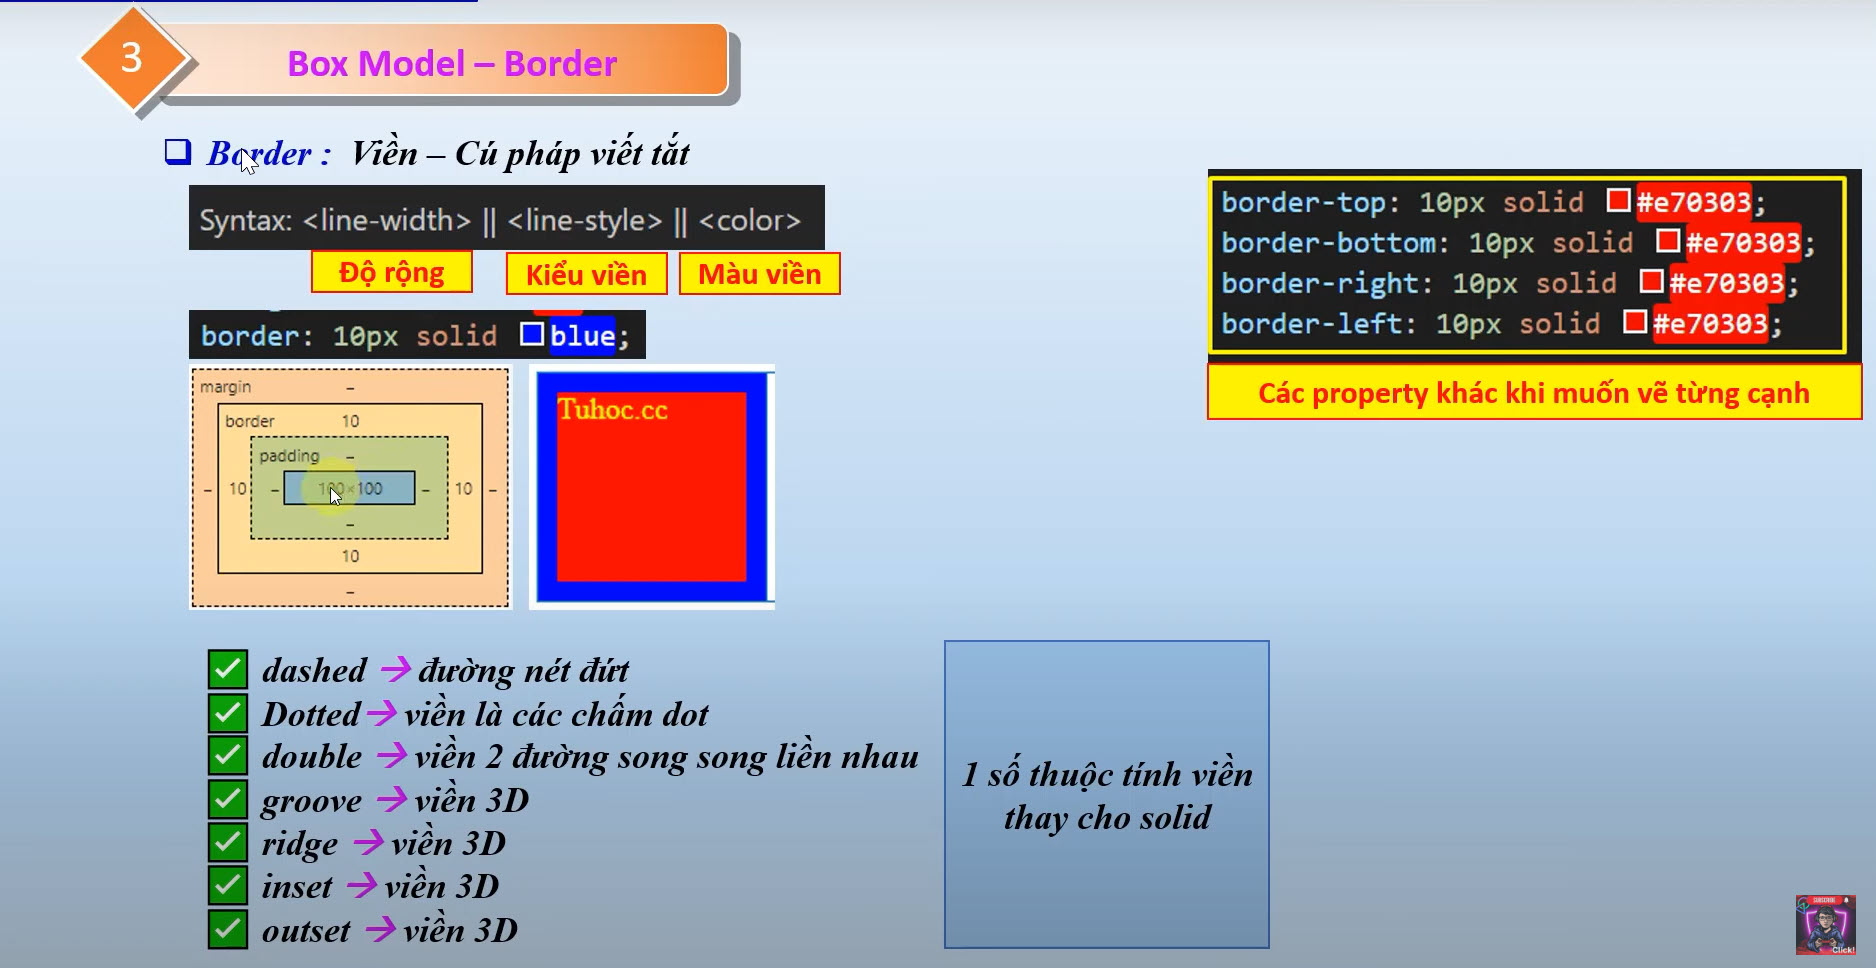 3
Box Model – Border
Border : Viền – Cú pháp viết tắt
Syntax: <line-width> || <line-style> || <color>
Độ rộng
Kiểu viền
Màu viền
border: 10px solid blue;
margin –
border 10
padding –
– 10 – 100×100 – 10 –
–
10
–
Tuhoc.cc
border-top: 10px solid #e70303;
border-bottom: 10px solid #e70303;
border-right: 10px solid #e70303;
border-left: 10px solid #e70303;
Các property khác khi muốn vẽ từng cạnh
dashed → đường nét đứt
Dotted → viền là các chấm dot
double → viền 2 đường song song liền nhau
groove → viền 3D
ridge → viền 3D
inset → viền 3D
outset → viền 3D
1 số thuộc tính viền
thay cho solid
SUBSCRIBE
Click!